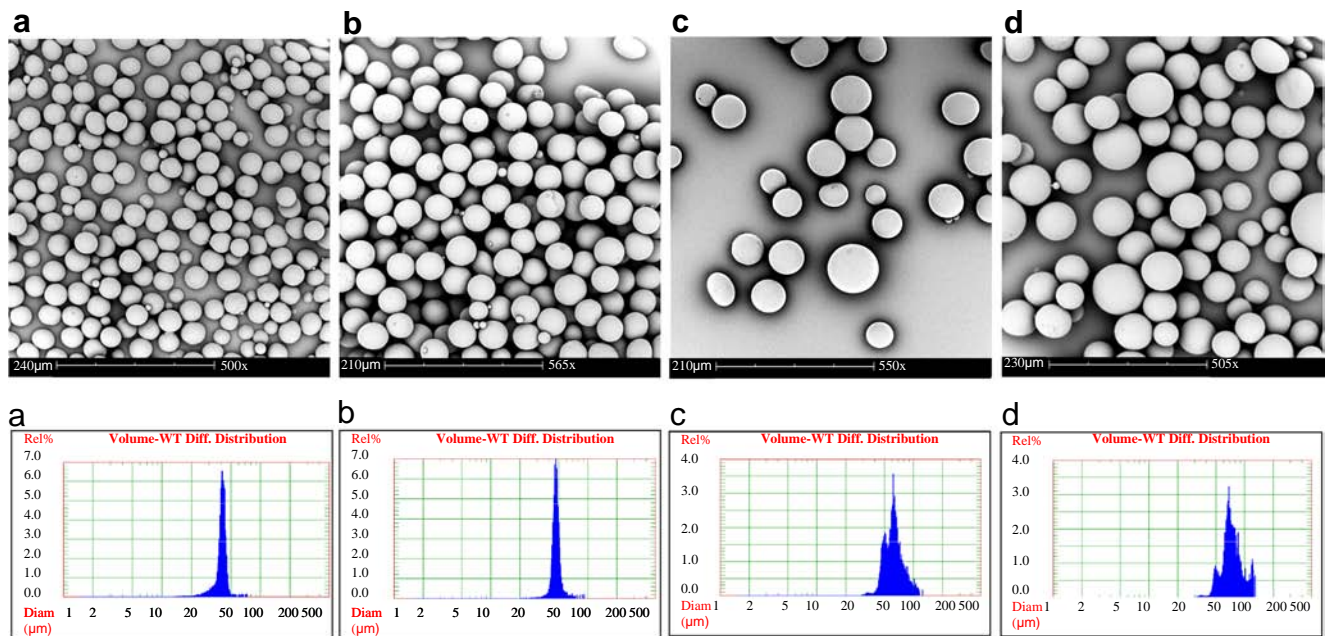 a b c d
240µm 500x 210µm 565x 210µm 550x 230µm 505x
a b c d
Rel% Volume-WT Diff. Distribution Rel% Volume-WT Diff. Distribution Rel% Volume-WT Diff. Distribution Rel% Volume-WT Diff. Distribution
7.0 7.0 4.0 4.0
6.0 6.0
5.0 5.0 3.0 3.0
4.0 4.0
3.0 3.0 2.0 2.0
2.0 2.0
1.0 1.0 1.0 1.0
0.0 0.0 0.0 0.0
Diam 1 2 5 10 20 50 100 200 500 Diam 1 2 5 10 20 50 100 200 500 Diam 1 2 5 10 20 50 100 200 500 Diam 1 2 5 10 20 50 100 200 500
(µm) (µm) (µm) (µm)